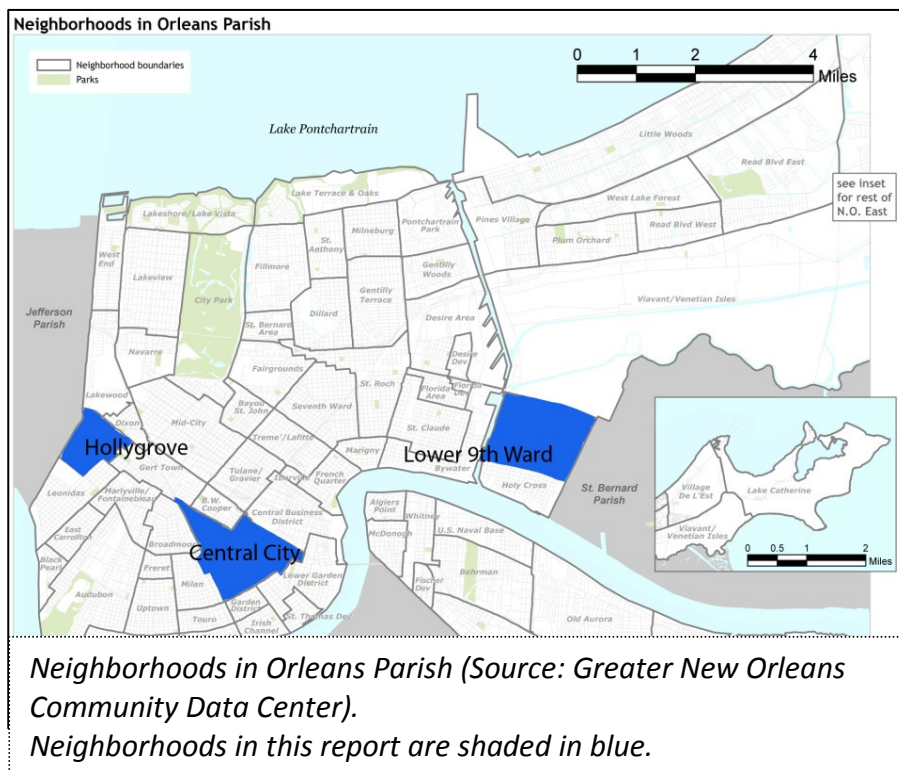 Neighborhoods in Orleans Parish
Neighborhood boundaries
Parks
0 1 2 4
Miles
Lake Pontchartrain
Little Woods
Read Blvd East
Lake Terrace & Oaks
Lakeshore/Lake Vista
West Lake Forest
see inset
for rest of
N.O. East
Pontchartrain
Park
Pines Village
Read Blvd West
Plum Orchard
West
End
Lakeview
City Park
Fillmore
St.
Anthony
Milneburg
Gentilly
Woods
Gentilly
Terrace
Dillard
Viavant/Venetian Isles
Jefferson
Parish
St. Bernard
Area
Desire Area
Navarre
Fairgrounds
Desire
Dev
St. Roch
Florida
Area
Florida
Dev
Lakewood
Dixon
Mid-City
Bayou
St. John
Seventh Ward
St. Claude
Hollygrove
Treme'/Lafitte
Marigny
Lower 9th Ward
Bywater
Gert Town
Tulane/
Gravier
Iberville
French
Quarter
Holy Cross
St. Bernard
Parish
Leonidas
Marlyville/
Fontainebleau
B.W.
Cooper
Central Business
District
Algiers
Point
Whitney
U.S. Naval Base
McDonogh
East
Carrollton
Broadmoor
Central City
Black
Pearl
Freret
Milan
Lower Garden
District
Fischer
Dev
Behrman
Audubon
Uptown
Touro
Garden
District
Irish
Channel
St. Thomas Dev
Old Aurora
Village
De L'Est
Lake Catherine
Viavant/
Venetian Isles
0 0.5 1 2
Miles
Neighborhoods in Orleans Parish (Source: Greater New Orleans
Community Data Center).
Neighborhoods in this report are shaded in blue.